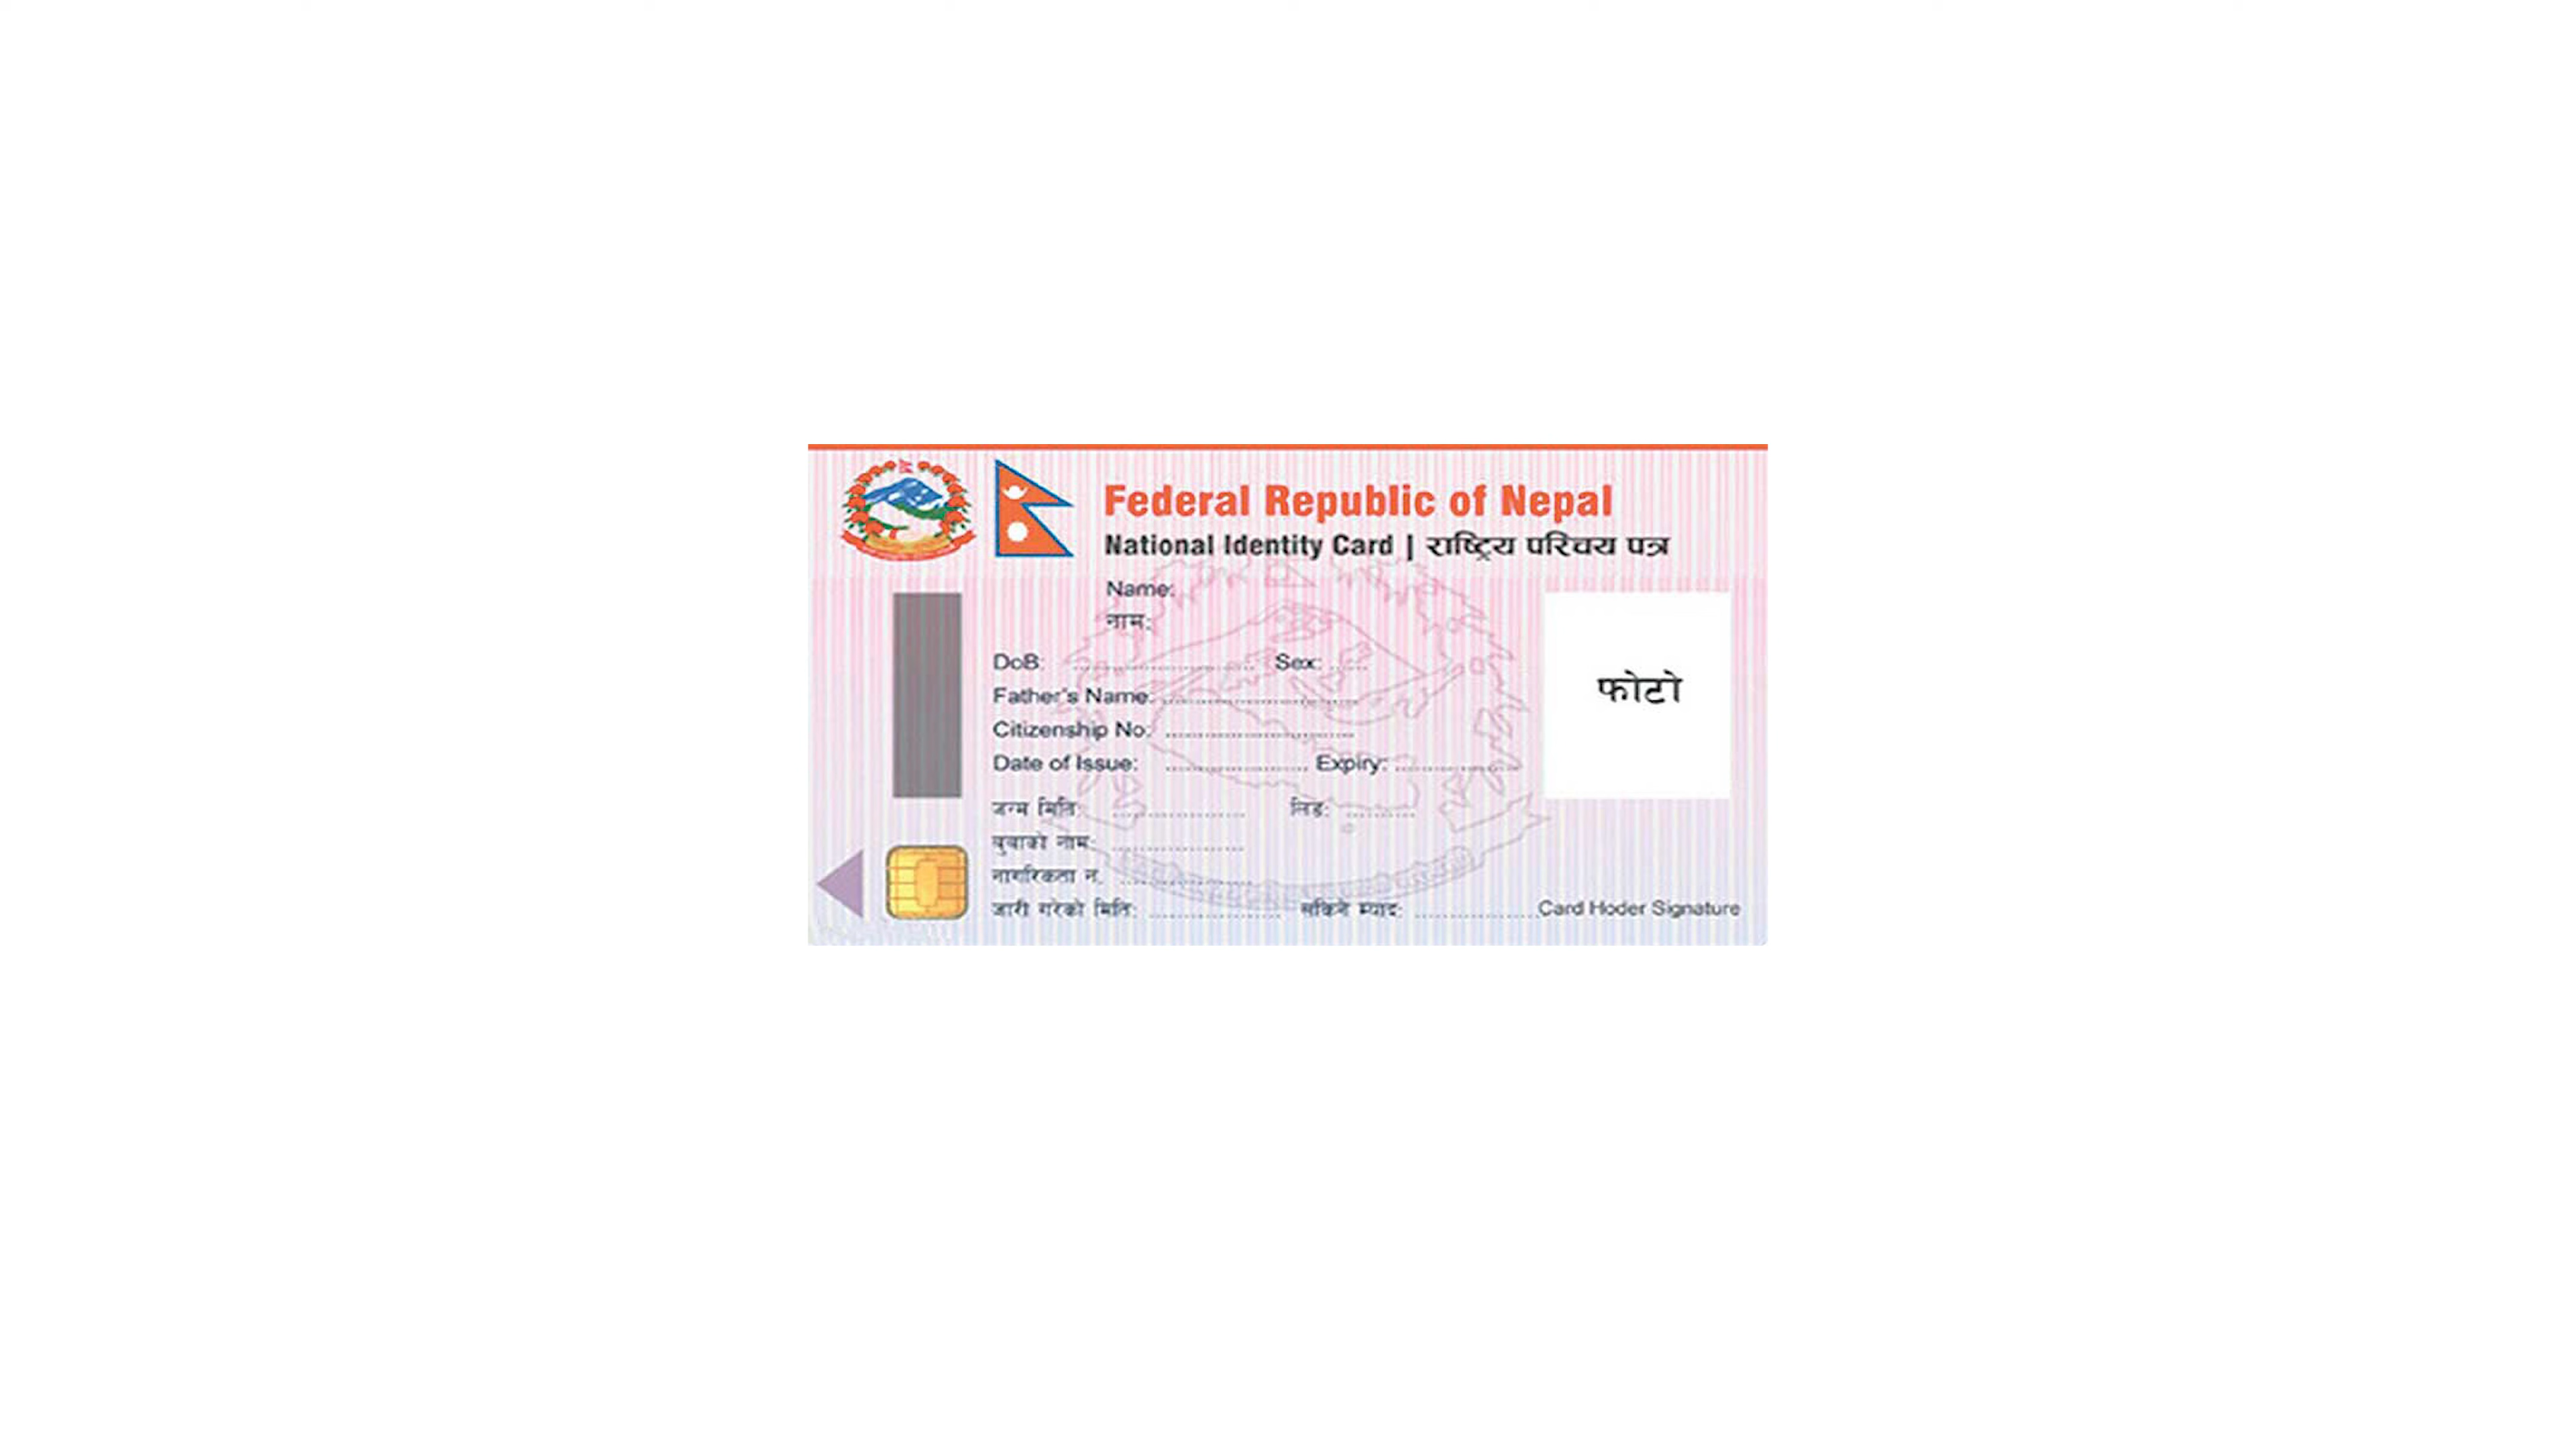 Federal Republic of Nepal
National Identity Card | राष्ट्रिय परिचय पत्र
Name:
नाम:
DoB: .............................. Sex: ......
Father's Name: ..............................
Citizenship No: ..............................
Date of Issue: ...................... Expiry: ....................
फोटो
जन्म मिति: ...................... लिङ: ..........
बुवाको नाम: ......................
नागरिकता न. ......................
जारी गरेको मिति: ...................... सकिने म्याद: ....................
Card Hoder Signature